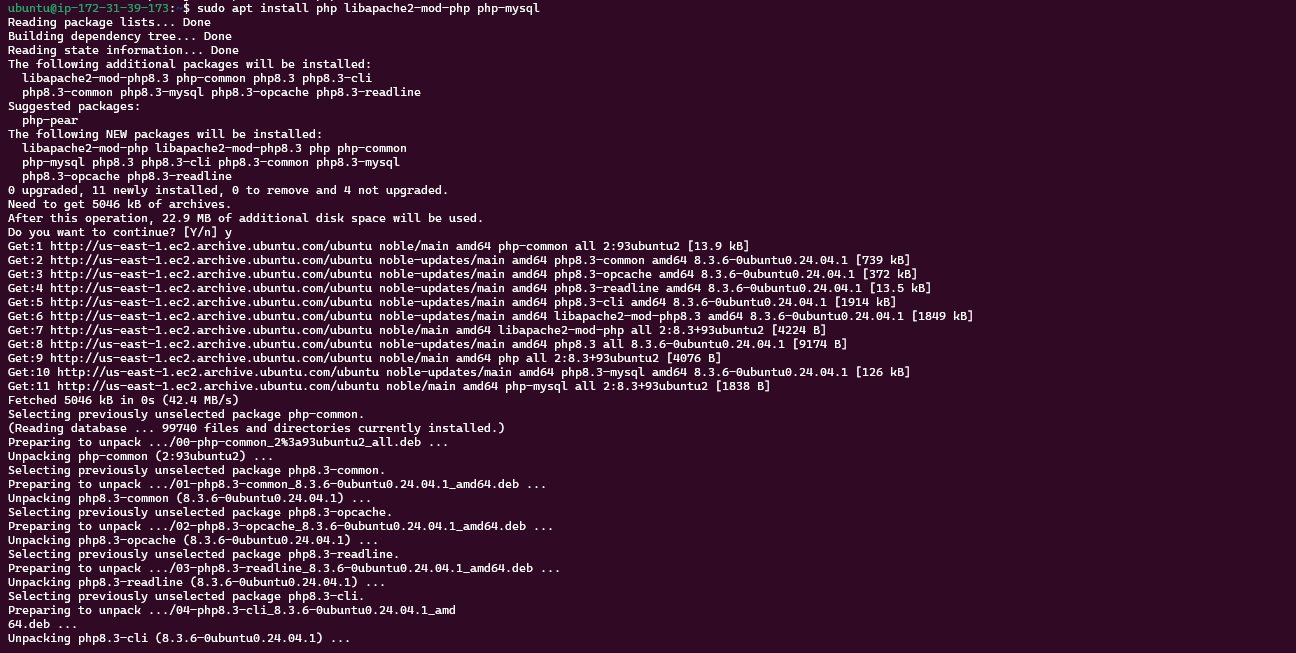 ubuntu@ip-172-31-39-173:~$ sudo apt install php libapache2-mod-php php-mysql
Reading package lists... Done
Building dependency tree... Done
Reading state information... Done
The following additional packages will be installed:
  libapache2-mod-php8.3 php-common php8.3 php8.3-cli
  php8.3-common php8.3-mysql php8.3-opcache php8.3-readline
Suggested packages:
  php-pear
The following NEW packages will be installed:
  libapache2-mod-php libapache2-mod-php8.3 php php-common
  php-mysql php8.3 php8.3-cli php8.3-common php8.3-mysql
  php8.3-opcache php8.3-readline
0 upgraded, 11 newly installed, 0 to remove and 4 not upgraded.
Need to get 5046 kB of archives.
After this operation, 22.9 MB of additional disk space will be used.
Do you want to continue? [Y/n] y
Get:1 http://us-east-1.ec2.archive.ubuntu.com/ubuntu noble/main amd64 php-common all 2:93ubuntu2 [13.9 kB]
Get:2 http://us-east-1.ec2.archive.ubuntu.com/ubuntu noble-updates/main amd64 php8.3-common amd64 8.3.6-0ubuntu0.24.04.1 [739 kB]
Get:3 http://us-east-1.ec2.archive.ubuntu.com/ubuntu noble-updates/main amd64 php8.3-opcache amd64 8.3.6-0ubuntu0.24.04.1 [372 kB]
Get:4 http://us-east-1.ec2.archive.ubuntu.com/ubuntu noble-updates/main amd64 php8.3-readline amd64 8.3.6-0ubuntu0.24.04.1 [13.5 kB]
Get:5 http://us-east-1.ec2.archive.ubuntu.com/ubuntu noble-updates/main amd64 php8.3-cli amd64 8.3.6-0ubuntu0.24.04.1 [1914 kB]
Get:6 http://us-east-1.ec2.archive.ubuntu.com/ubuntu noble-updates/main amd64 libapache2-mod-php8.3 amd64 8.3.6-0ubuntu0.24.04.1 [1849 kB]
Get:7 http://us-east-1.ec2.archive.ubuntu.com/ubuntu noble/main amd64 libapache2-mod-php all 2:8.3+93ubuntu2 [4224 B]
Get:8 http://us-east-1.ec2.archive.ubuntu.com/ubuntu noble-updates/main amd64 php8.3 all 8.3.6-0ubuntu0.24.04.1 [9174 B]
Get:9 http://us-east-1.ec2.archive.ubuntu.com/ubuntu noble/main amd64 php all 2:8.3+93ubuntu2 [4076 B]
Get:10 http://us-east-1.ec2.archive.ubuntu.com/ubuntu noble-updates/main amd64 php8.3-mysql amd64 8.3.6-0ubuntu0.24.04.1 [126 kB]
Get:11 http://us-east-1.ec2.archive.ubuntu.com/ubuntu noble/main amd64 php-mysql all 2:8.3+93ubuntu2 [1838 B]
Fetched 5046 kB in 0s (42.4 MB/s)
Selecting previously unselected package php-common.
(Reading database ... 99740 files and directories currently installed.)
Preparing to unpack .../00-php-common_2%3a93ubuntu2_all.deb ...
Unpacking php-common (2:93ubuntu2) ...
Selecting previously unselected package php8.3-common.
Preparing to unpack .../01-php8.3-common_8.3.6-0ubuntu0.24.04.1_amd64.deb ...
Unpacking php8.3-common (8.3.6-0ubuntu0.24.04.1) ...
Selecting previously unselected package php8.3-opcache.
Preparing to unpack .../02-php8.3-opcache_8.3.6-0ubuntu0.24.04.1_amd64.deb ...
Unpacking php8.3-opcache (8.3.6-0ubuntu0.24.04.1) ...
Selecting previously unselected package php8.3-readline.
Preparing to unpack .../03-php8.3-readline_8.3.6-0ubuntu0.24.04.1_amd64.deb ...
Unpacking php8.3-readline (8.3.6-0ubuntu0.24.04.1) ...
Selecting previously unselected package php8.3-cli.
Preparing to unpack .../04-php8.3-cli_8.3.6-0ubuntu0.24.04.1_amd
64.deb ...
Unpacking php8.3-cli (8.3.6-0ubuntu0.24.04.1) ...